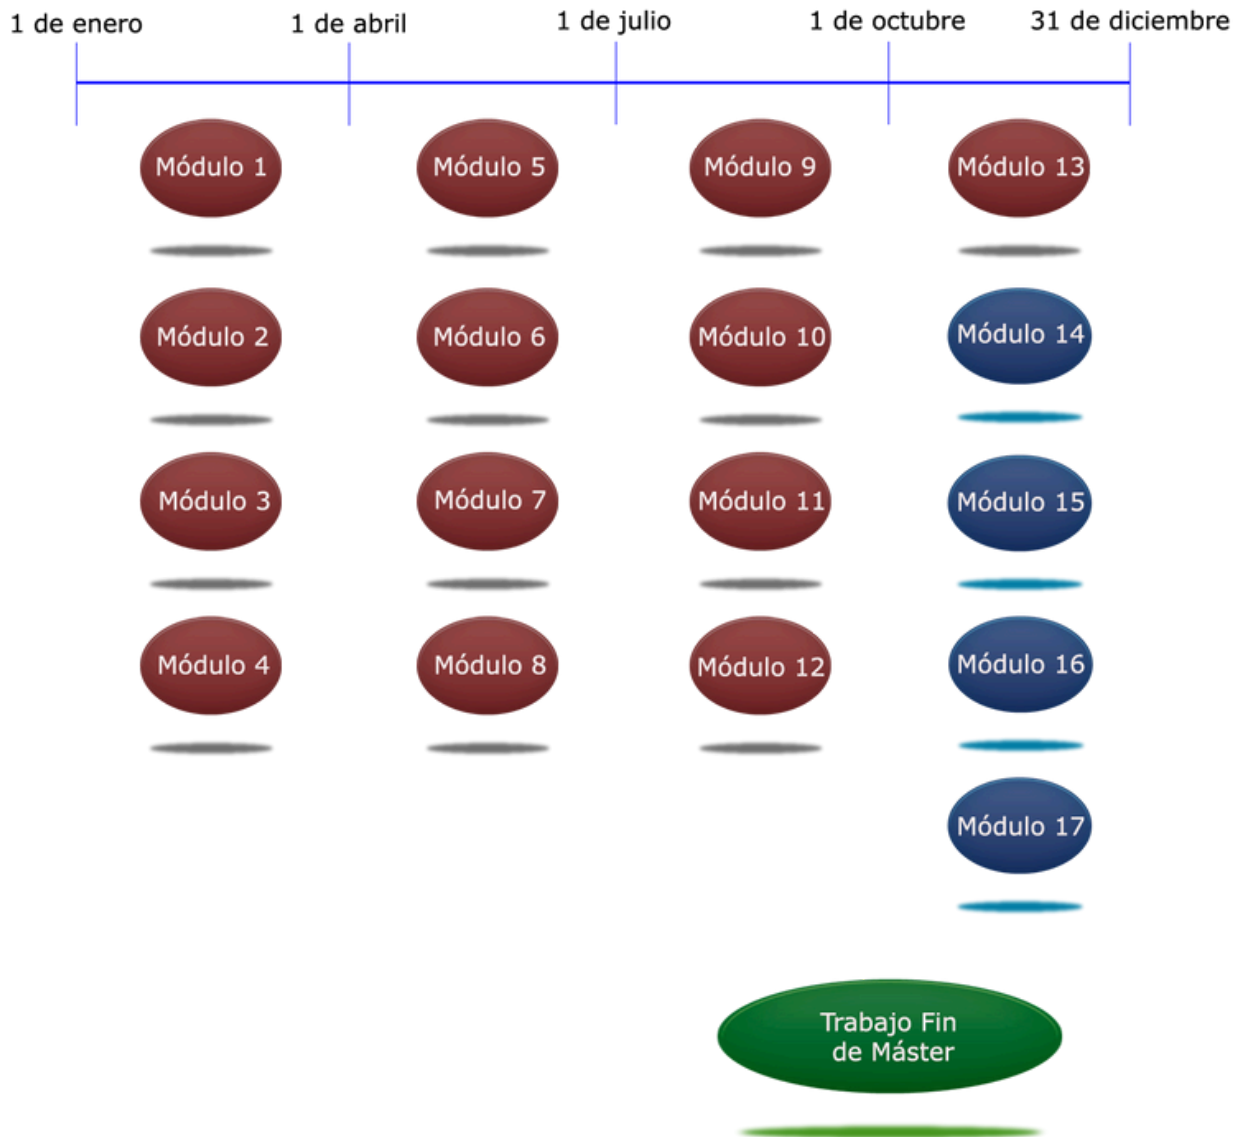 1 de enero
1 de abril
1 de julio
1 de octubre
31 de diciembre
Módulo 1
Módulo 5
Módulo 9
Módulo 13
Módulo 2
Módulo 6
Módulo 10
Módulo 14
Módulo 3
Módulo 7
Módulo 11
Módulo 15
Módulo 4
Módulo 8
Módulo 12
Módulo 16
Módulo 17
Trabajo Fin
de Máster